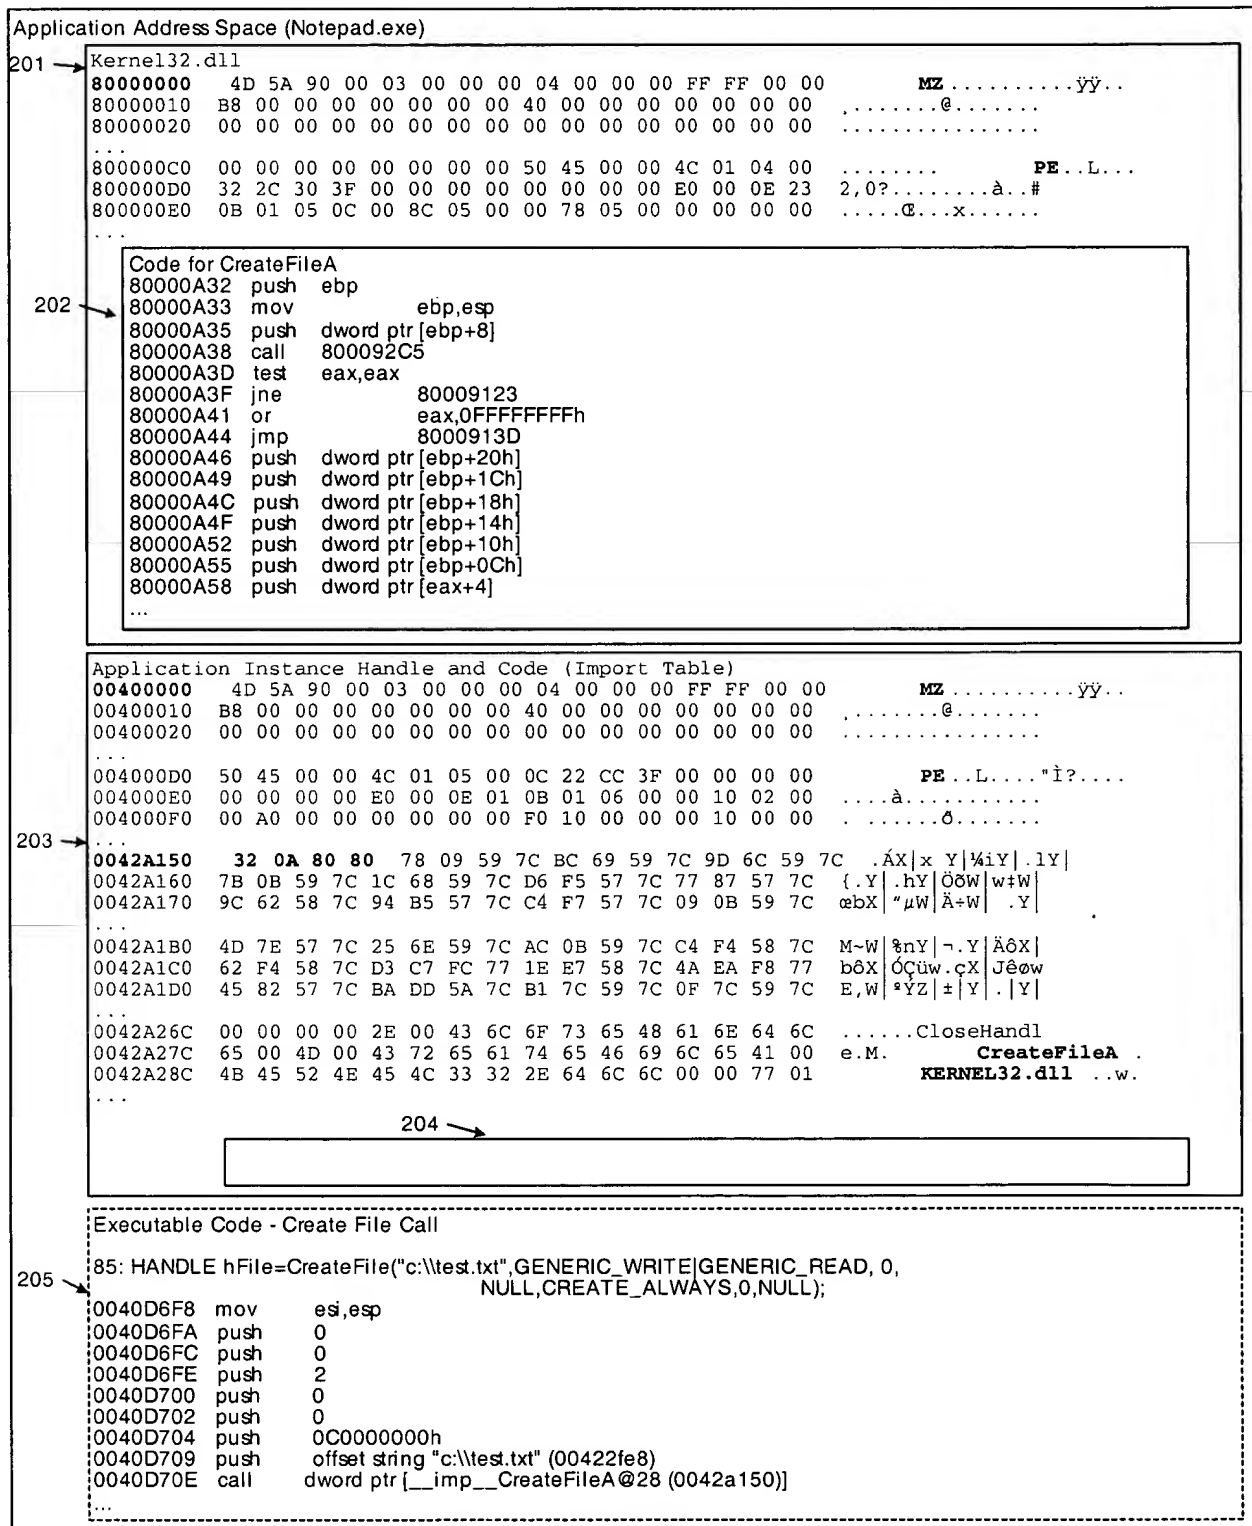 Application Address Space (Notepad.exe)
201
Kernel32.dll
80000000 4D 5A 90 00 03 00 00 00 04 00 00 00 FF FF 00 00 MZ..........ÿÿ..
80000010 B8 00 00 00 00 00 00 00 40 00 00 00 00 00 00 00 ........@.......
80000020 00 00 00 00 00 00 00 00 00 00 00 00 00 00 00 00 ................
...
800000C0 00 00 00 00 00 00 00 00 50 45 00 00 4C 01 04 00 ........ PE..L...
800000D0 32 2C 30 3F 00 00 00 00 00 00 00 00 E0 00 0E 23 2,0?........à..#
800000E0 0B 01 05 0C 00 8C 05 00 00 78 05 00 00 00 00 00 .....Œ...x......
...
202
Code for CreateFileA
80000A32 push ebp
80000A33 mov ebp,esp
80000A35 push dword ptr [ebp+8]
80000A38 call 800092C5
80000A3D test eax,eax
80000A3F jne 80009123
80000A41 or eax,0FFFFFFFFh
80000A44 jmp 8000913D
80000A46 push dword ptr [ebp+20h]
80000A49 push dword ptr [ebp+1Ch]
80000A4C push dword ptr [ebp+18h]
80000A4F push dword ptr [ebp+14h]
80000A52 push dword ptr [ebp+10h]
80000A55 push dword ptr [ebp+0Ch]
80000A58 push dword ptr [eax+4]
...
203
Application Instance Handle and Code (Import Table)
00400000 4D 5A 90 00 03 00 00 00 04 00 00 00 FF FF 00 00 MZ..........ÿÿ..
00400010 B8 00 00 00 00 00 00 00 40 00 00 00 00 00 00 00 ........@.......
00400020 00 00 00 00 00 00 00 00 00 00 00 00 00 00 00 00 ................
...
004000D0 50 45 00 00 4C 01 05 00 0C 22 CC 3F 00 00 00 00 PE..L...."Ì?....
004000E0 00 00 00 00 E0 00 0E 01 0B 01 06 00 00 10 02 00 ....à...........
004000F0 00 A0 00 00 00 00 00 00 F0 10 00 00 00 10 00 00 . ......ð.......
...
0042A150 32 0A 80 80 78 09 59 7C BC 69 59 7C 9D 6C 59 7C .ÁX|x Y|¼iY|.lY|
0042A160 7B 0B 59 7C 1C 68 59 7C D6 F5 57 7C 77 87 57 7C {.Y|.hY|ÖõW|w‡W|
0042A170 9C 62 58 7C 94 B5 57 7C C4 F7 57 7C 09 0B 59 7C œbX|"µW|Ä÷W| .Y|
...
0042A1B0 4D 7E 57 7C 25 6E 59 7C AC 0B 59 7C C4 F4 58 7C M~W|%nY|¬.Y|ÄôX|
0042A1C0 62 F4 58 7C D3 C7 FC 77 1E E7 58 7C 4A EA F8 77 bôX|ÓÇüw.çX|Jêøw
0042A1D0 45 82 57 7C BA DD 5A 7C B1 7C 59 7C 0F 7C 59 7C E,W|ºÝZ|±|Y|.|Y|
...
0042A26C 00 00 00 00 2E 00 43 6C 6F 73 65 48 61 6E 64 6C ......CloseHandl
0042A27C 65 00 4D 00 43 72 65 61 74 65 46 69 6C 65 41 00 e.M. CreateFileA .
0042A28C 4B 45 52 4E 45 4C 33 32 2E 64 6C 6C 00 00 77 01 KERNEL32.dll ..w.
...
204
205
Executable Code - Create File Call
85: HANDLE hFile=CreateFile("c:\\test.txt",GENERIC_WRITE|GENERIC_READ, 0,
NULL,CREATE_ALWAYS,0,NULL);
0040D6F8 mov esi,esp
0040D6FA push 0
0040D6FC push 0
0040D6FE push 2
0040D700 push 0
0040D702 push 0
0040D704 push 0C0000000h
0040D709 push offset string "c:\\test.txt" (00422fe8)
0040D70E call dword ptr [__imp__CreateFileA@28 (0042a150)]
...